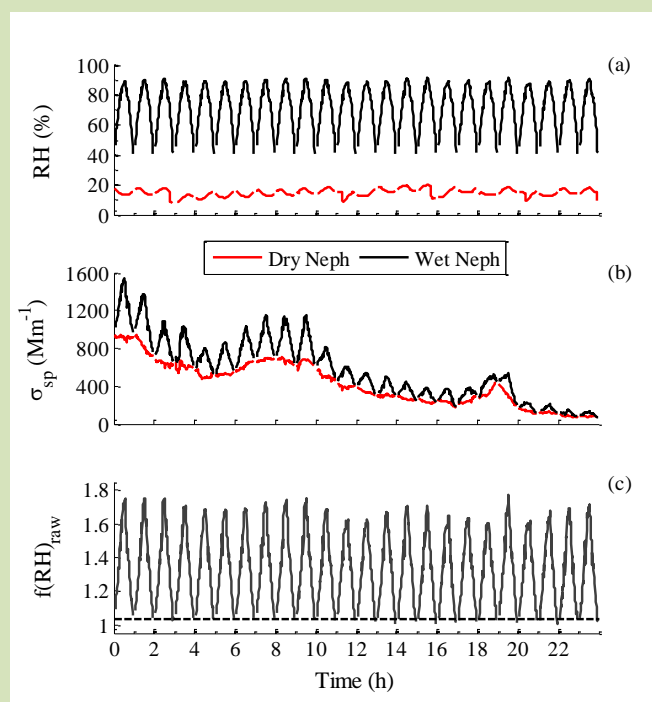 (a)
100
80
60
40
20
0
RH (%)
Dry Neph Wet Neph
(b)
1600
1200
800
400
0
σsp (Mm-1)
(c)
1.8
1.6
1.4
1.2
1
f(RH)raw
0 2 4 6 8 10 12 14 16 18 20 22
Time (h)